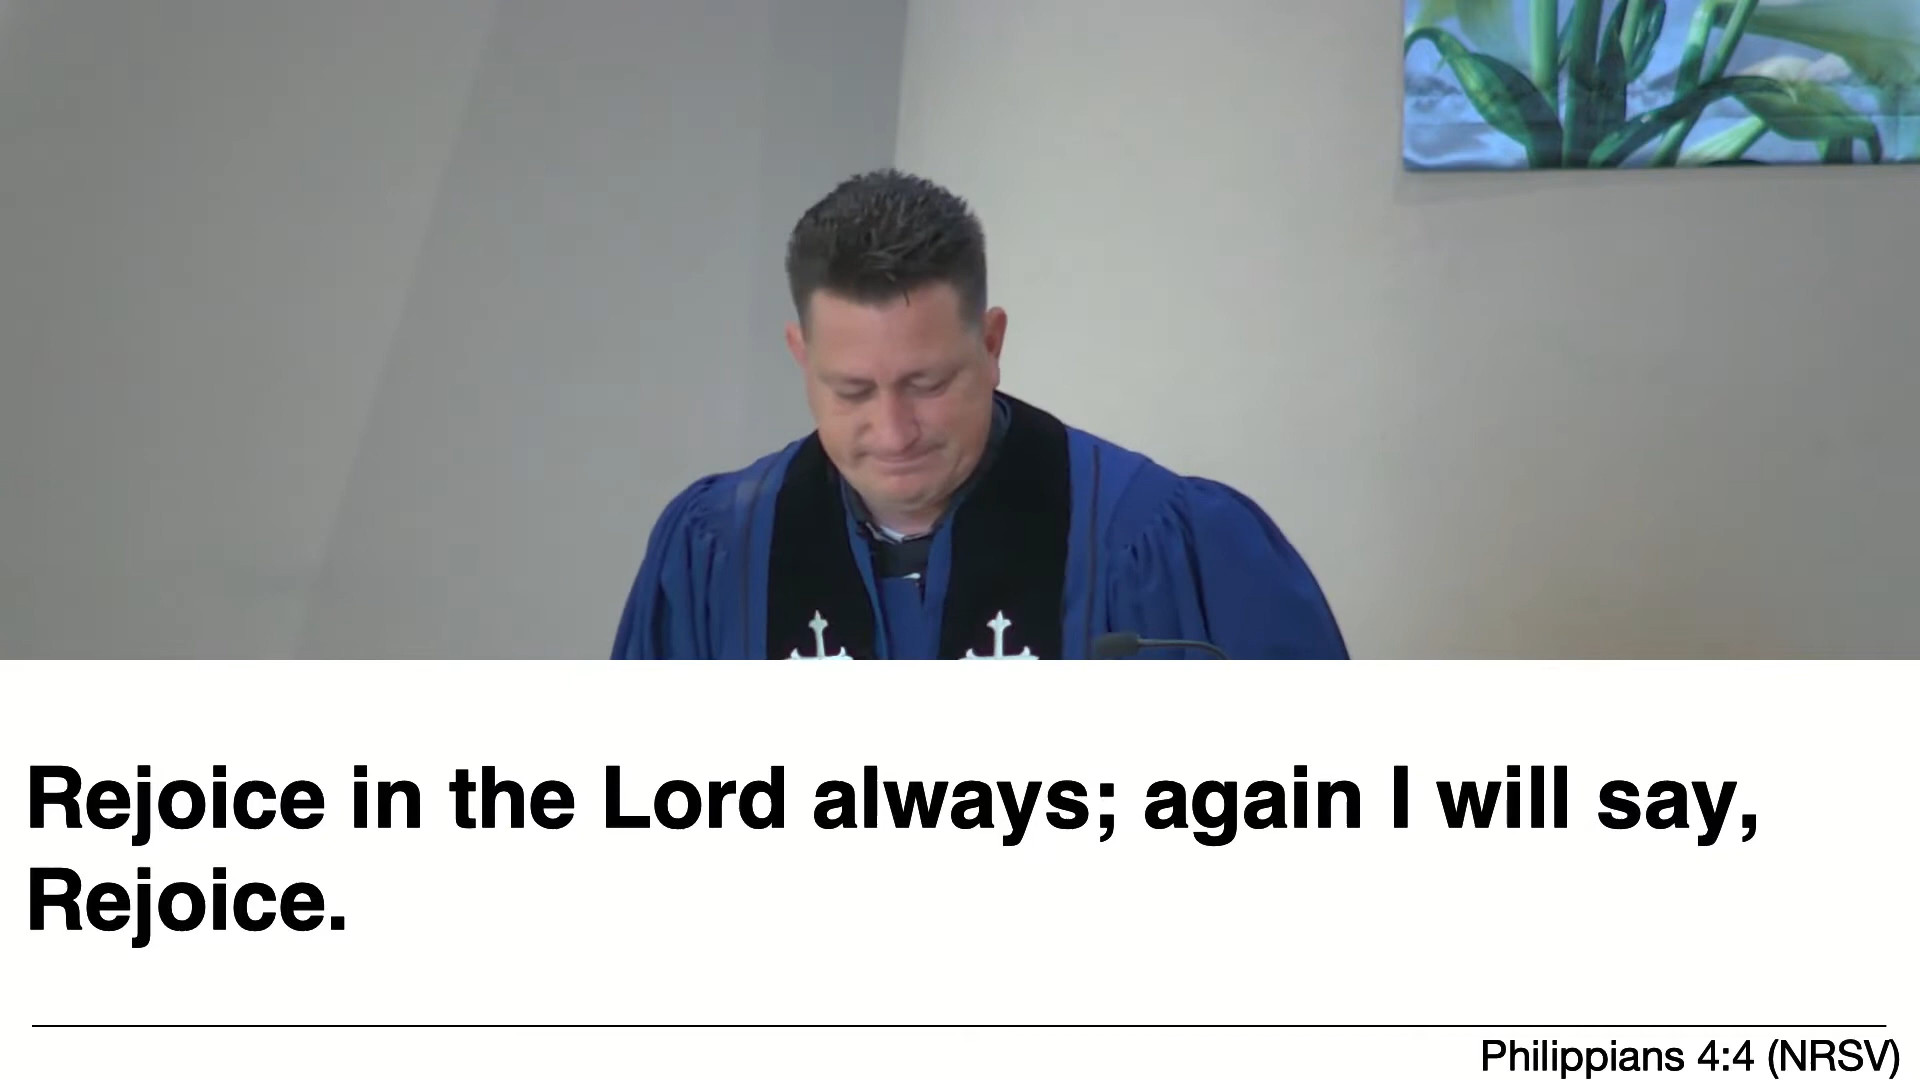 Rejoice in the Lord always; again I will say,
Rejoice.
Philippians 4:4 (NRSV)